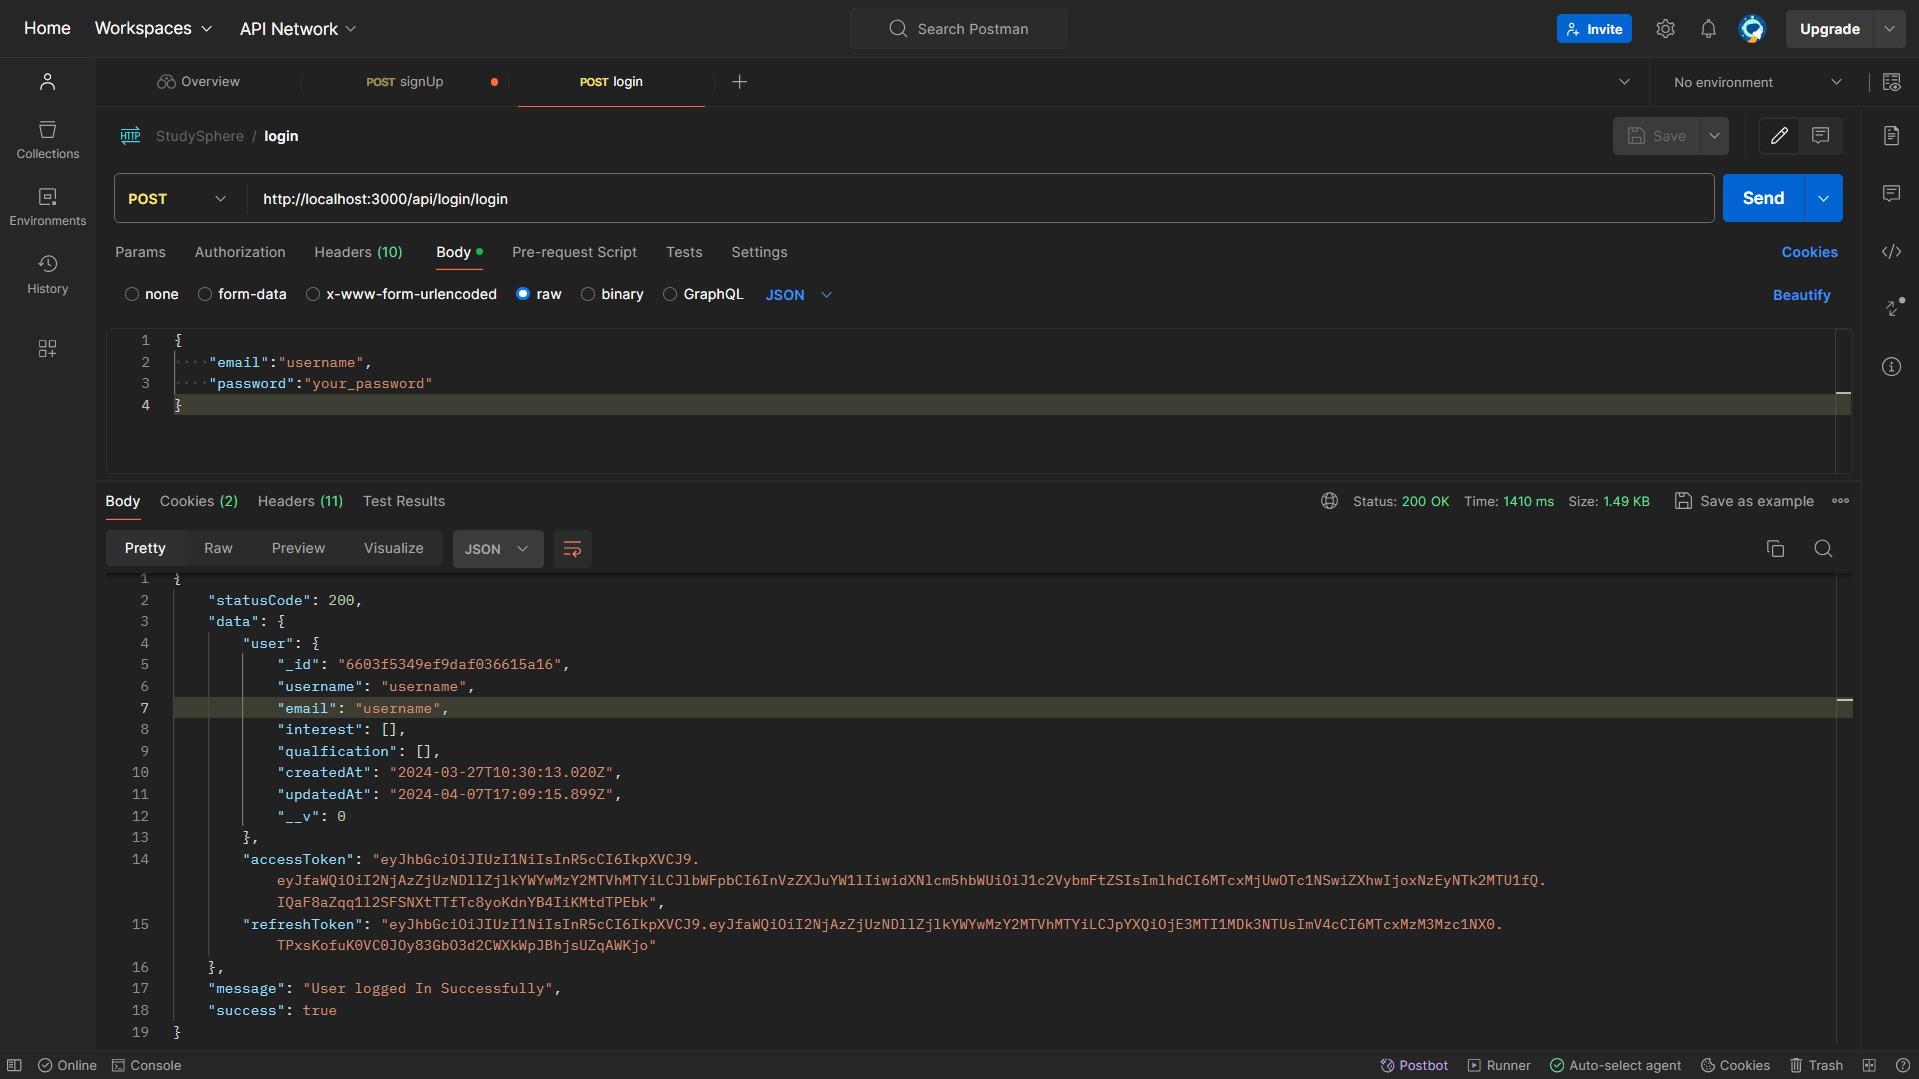 Home Workspaces API Network Search Postman Invite Upgrade
Overview POST signUp POST login No environment
HTTP StudySphere / login Save
Collections
Environments
History
POST http://localhost:3000/api/login/login Send
Params Authorization Headers (10) Body Pre-request Script Tests Settings Cookies
none form-data x-www-form-urlencoded raw binary GraphQL JSON Beautify
1 {
2 "email":"username",
3 "password":"your_password"
4 }
Body Cookies (2) Headers (11) Test Results Status: 200 OK Time: 1410 ms Size: 1.49 KB Save as example
Pretty Raw Preview Visualize JSON
1 {
2 "statusCode": 200,
3 "data": {
4 "user": {
5 "_id": "6603f5349ef9daf036615a16",
6 "username": "username",
7 "email": "username",
8 "interest": [],
9 "qualfication": [],
10 "createdAt": "2024-03-27T10:30:13.020Z",
11 "updatedAt": "2024-04-07T17:09:15.899Z",
12 "__v": 0
13 },
14 "accessToken": "eyJhbGciOiJIUzI1NiIsInR5cCI6IkpXVCJ9.
eyJfaWQiOiI2NjAzZjUzNDllZjlkYWYwMzY2MTVhMTYiLCJlbWFpbCI6InVzZXJuYW1lIiwidXNlcm5hbWUiOiJ1c2VybmFtZSIsImlhdCI6MTcxMjUwOTc1NSwiZXhwIjoxNzEyNTk2MTU1fQ.
IQaF8aZqq1l2SFSNXtTTfTc8yoKdnYB4IiKMtdTPEbk",
15 "refreshToken": "eyJhbGciOiJIUzI1NiIsInR5cCI6IkpXVCJ9.eyJfaWQiOiI2NjAzZjUzNDllZjlkYWYwMzY2MTVhMTYiLCJpYXQiOjE3MTI1MDk3NTUsImV4cCI6MTcxMzM3Mzc1NX0.
TPxsKofuK0VC0JOy83GbO3d2CWXkWpJBhjsUZqAWKjo"
16 },
17 "message": "User logged In Successfully",
18 "success": true
19 }
Online Console Postbot Runner Auto-select agent Cookies Trash